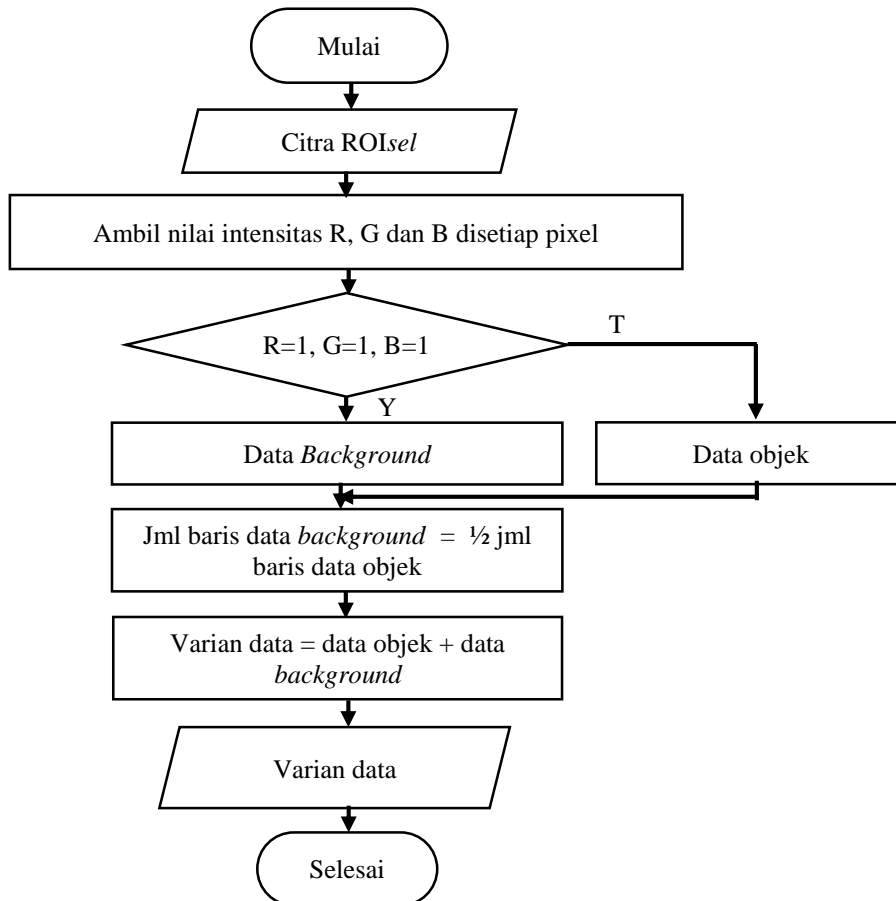 Mulai
Citra ROIsel
Ambil nilai intensitas R, G dan B disetiap pixel
R=1, G=1, B=1
T
Y
Data Background
Data objek
Jml baris data background = ½ jml
baris data objek
Varian data = data objek + data
background
Varian data
Selesai